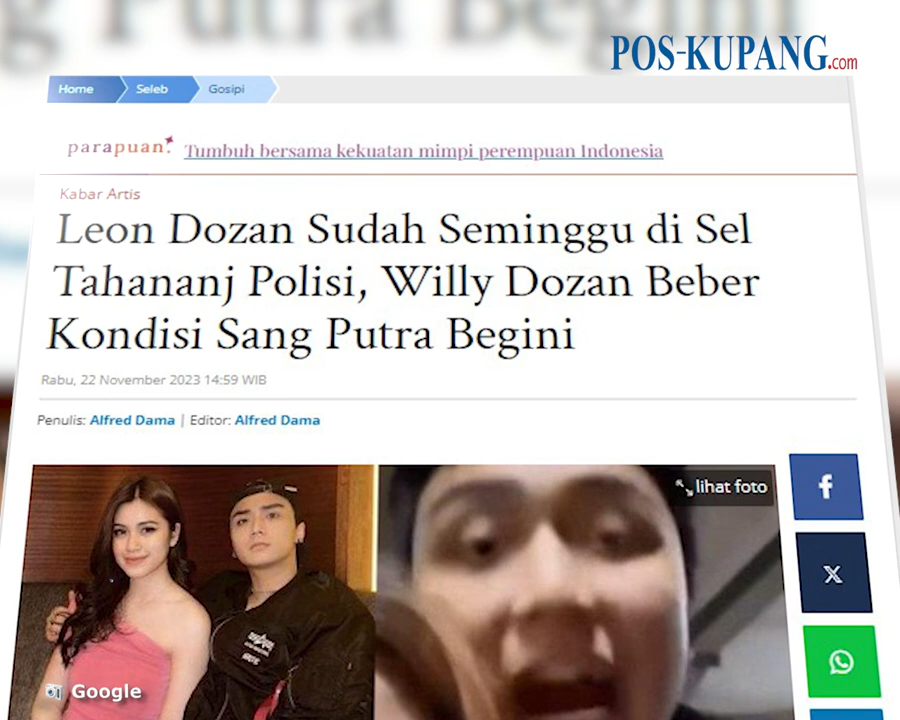 g Putra Begini
POS-KUPANG.com
Home Seleb Gosipi
parapuan. Tumbuh bersama kekuatan mimpi perempuan Indonesia
Kabar Artis
Leon Dozan Sudah Seminggu di Sel
Tahananj Polisi, Willy Dozan Beber
Kondisi Sang Putra Begini
Rabu, 22 November 2023 14:59 WIB
Penulis: Alfred Dama | Editor: Alfred Dama
lihat foto
Google